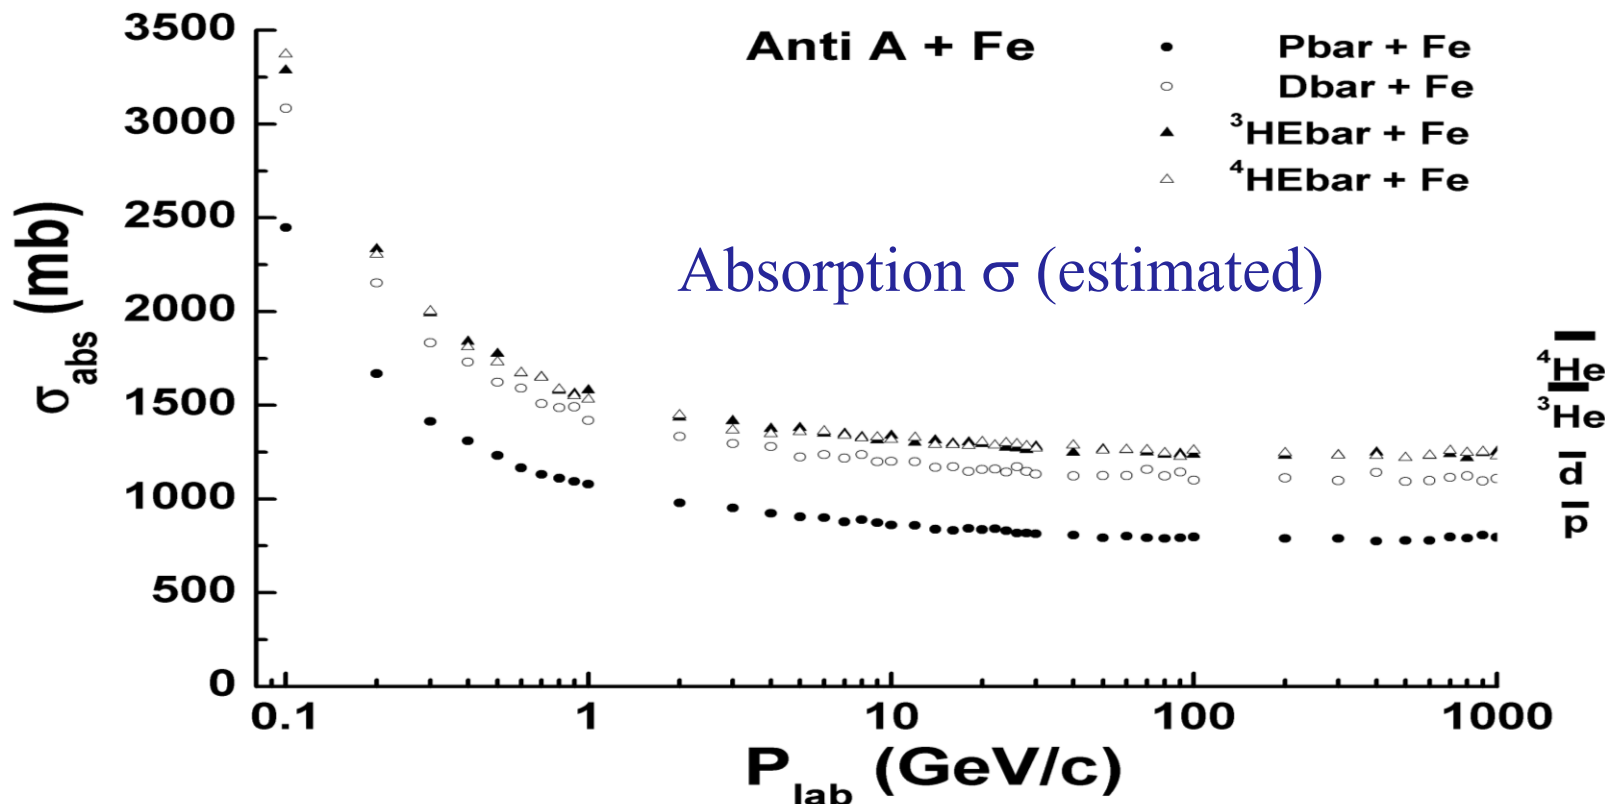 3500
3000
2500
2000
1500
1000
500
0
σabs (mb)
Anti A + Fe
Pbar + Fe
Dbar + Fe
³HEbar + Fe
⁴HEbar + Fe
Absorption σ (estimated)
⁴He
³He
d
p
0.1 1 10 100 1000
Plab (GeV/c)